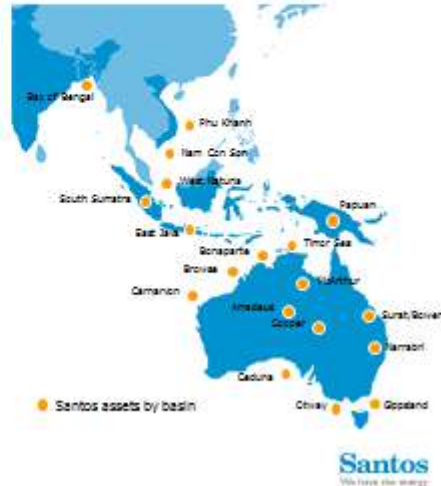 Bay of Bengal
Phu Khanh
Nam Con Son
West Natuna
South Sumatra
Papuan
East Java
Timor Sea
Bonaparte
Browse
McArthur
Carnarvon
Amadeus
Surat/Bowen
Cooper
Narrabri
Ceduna
Santos assets by basin
Otway
Gippsland
Santos
We have the energy